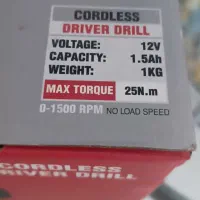 CORDLESS
DRIVER DRILL
VOLTAGE: 12V
CAPACITY: 1.5Ah
WEIGHT: 1KG
MAX TORQUE 25N.m
0-1500 RPM NO LOAD SPEED
CORDLESS
DRIVER DRILL